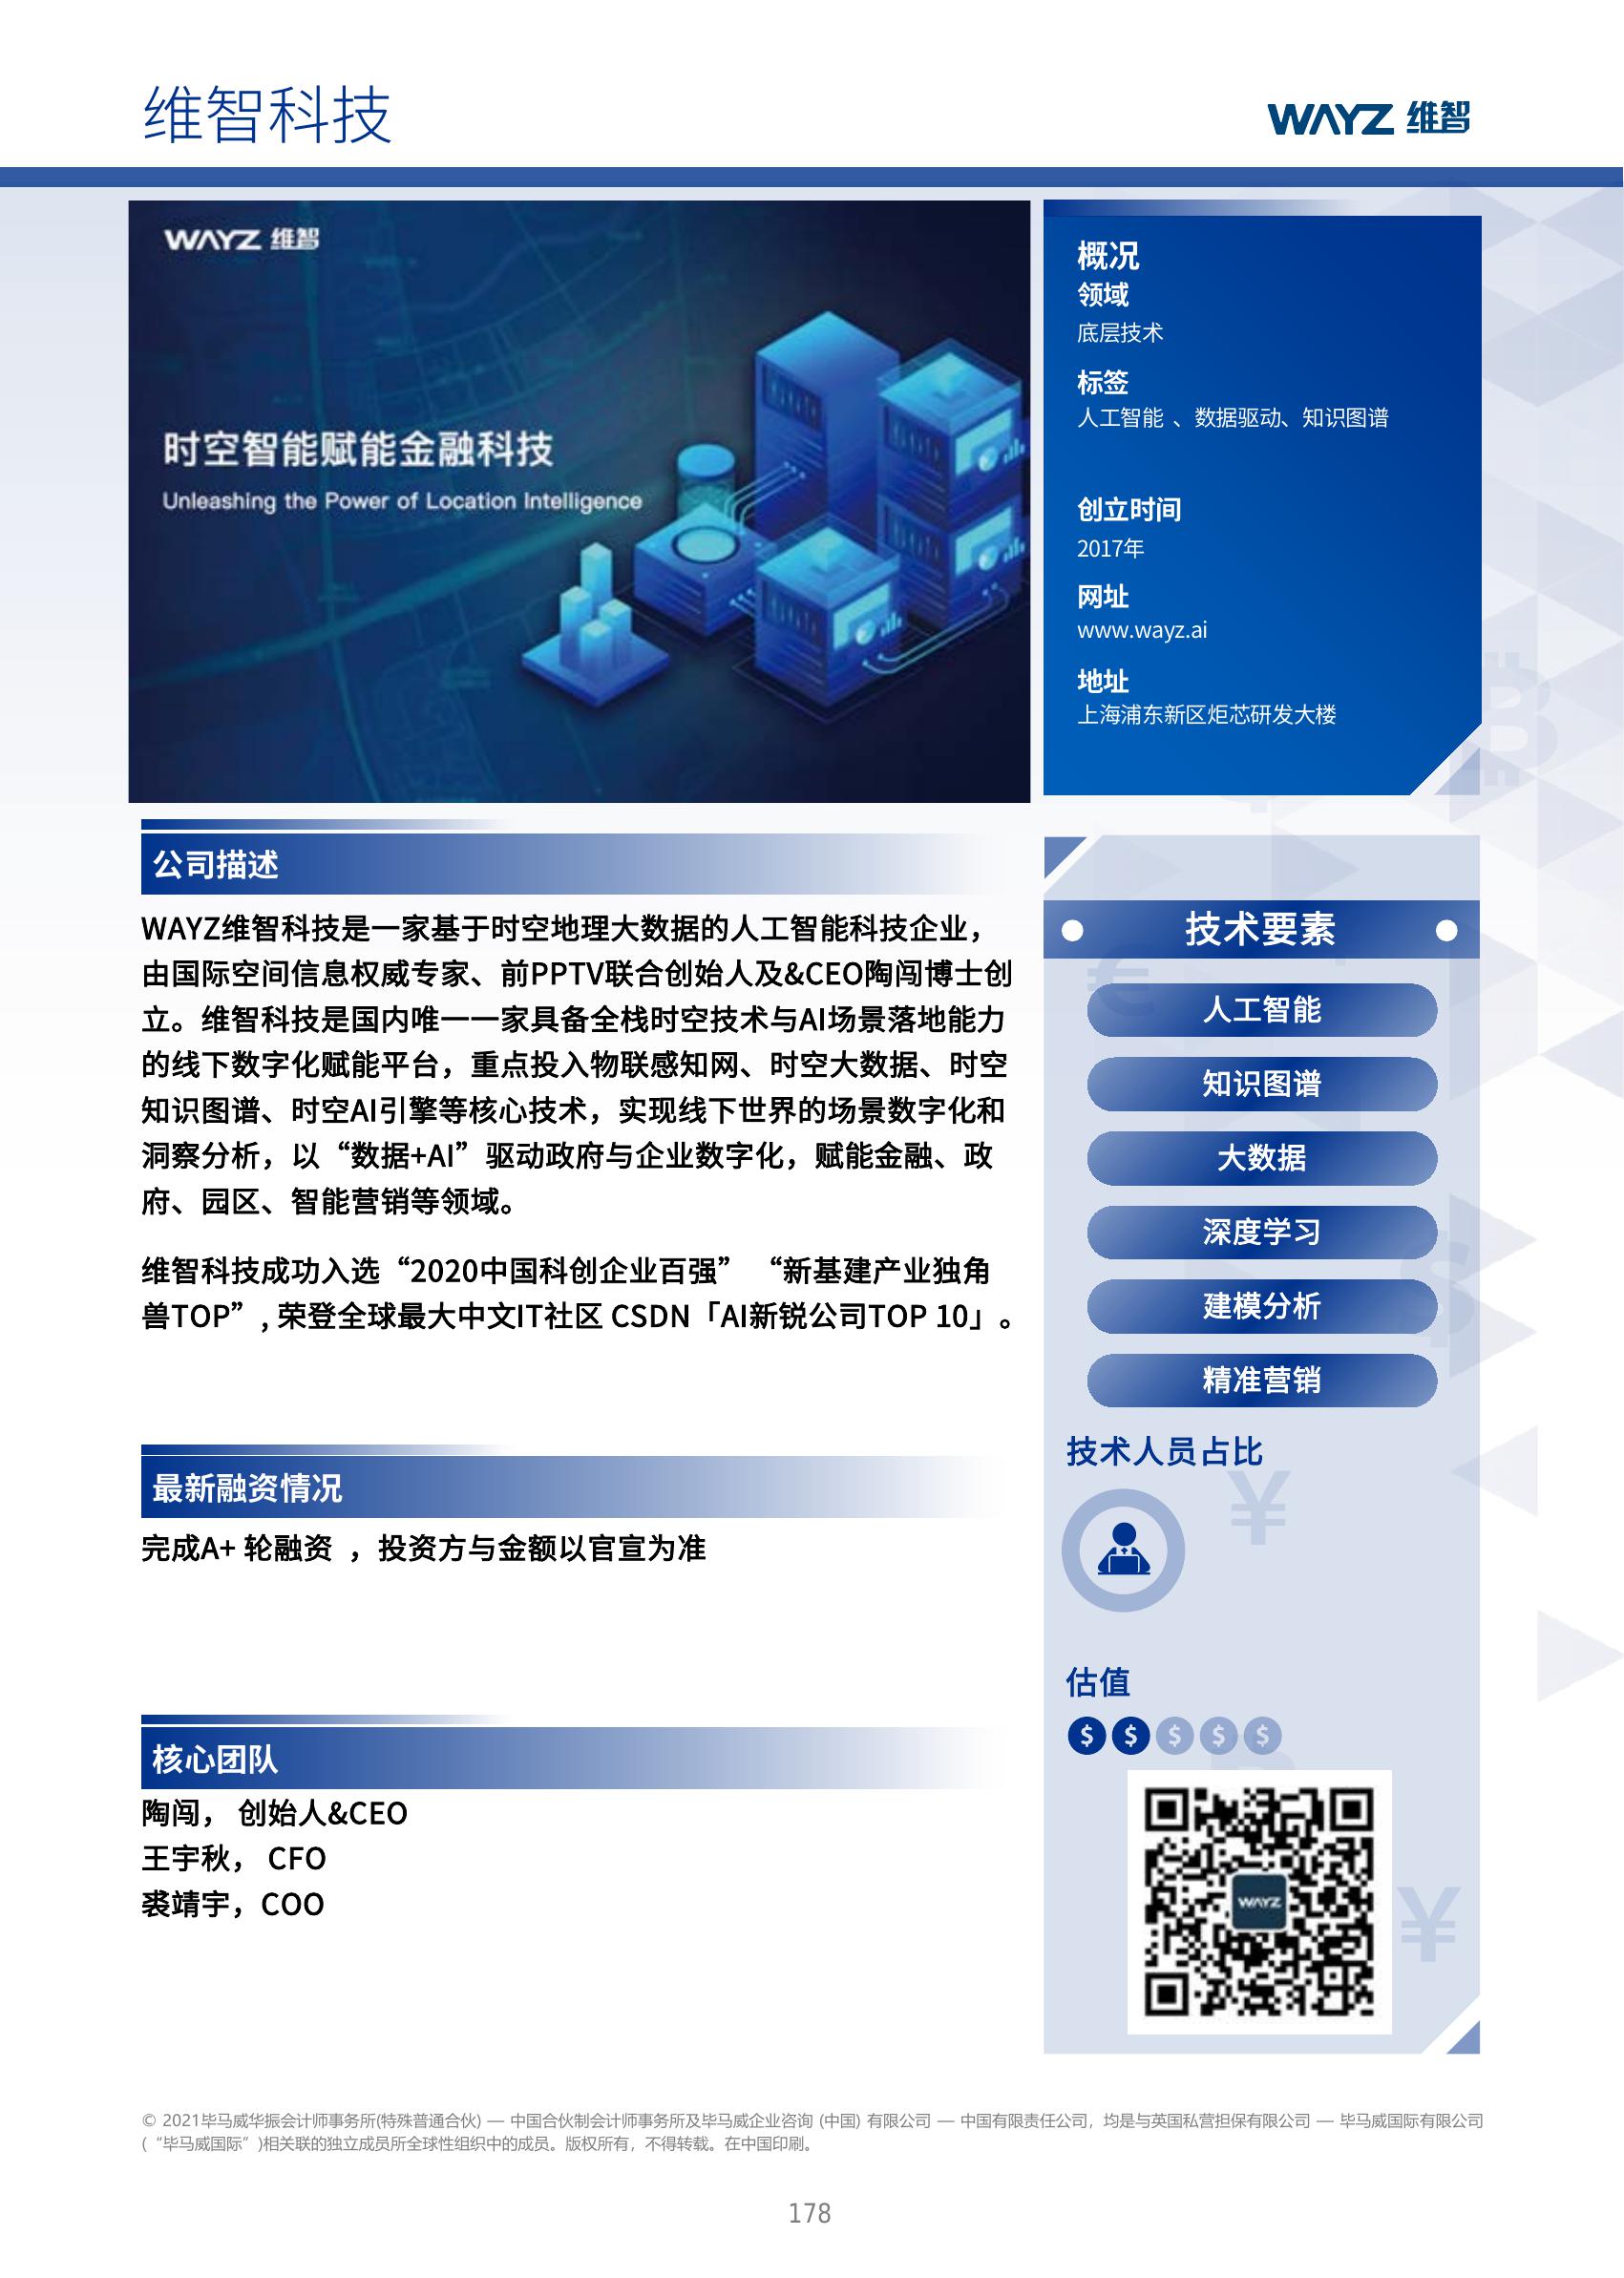 维智科技
WAYZ 维智
WAYZ 维智
时空智能赋能金融科技
Unleashing the Power of Location Intelligence
概况
领域
底层技术
标签
人工智能 、数据驱动、知识图谱
创立时间
2017年
网址
www.wayz.ai
地址
上海浦东新区炬芯研发大楼
公司描述
WAYZ维智科技是一家基于时空地理大数据的人工智能科技企业，
由国际空间信息权威专家、前PPTV联合创始人及&CEO陶闯博士创
立。维智科技是国内唯一一家具备全栈时空技术与AI场景落地能力
的线下数字化赋能平台，重点投入物联感知网、时空大数据、时空
知识图谱、时空AI引擎等核心技术，实现线下世界的场景数字化和
洞察分析，以“数据+AI”驱动政府与企业数字化，赋能金融、政
府、园区、智能营销等领域。
维智科技成功入选“2020中国科创企业百强” “新基建产业独角
兽TOP”, 荣登全球最大中文IT社区 CSDN「AI新锐公司TOP 10」。
最新融资情况
完成A+ 轮融资 ，投资方与金额以官宣为准
核心团队
陶闯， 创始人&CEO
王宇秋， CFO
裘靖宇，COO
技术要素
人工智能
知识图谱
大数据
深度学习
建模分析
精准营销
技术人员占比
估值
$ $ $ $ $
WAYZ
© 2021毕马威华振会计师事务所(特殊普通合伙) — 中国合伙制会计师事务所及毕马威企业咨询 (中国) 有限公司 — 中国有限责任公司，均是与英国私营担保有限公司 — 毕马威国际有限公司
(“毕马威国际”)相关联的独立成员所全球性组织中的成员。版权所有，不得转载。在中国印刷。
178